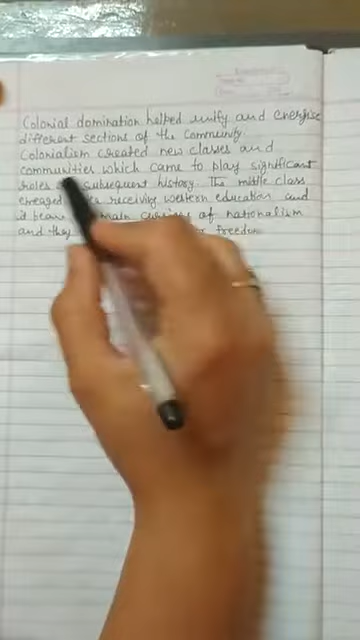 Colonial domination helped unify and energise
different sections of the community.
Colonialism created new classes and
communities which came to play significant
roles subsequent history. The middle class
emerged receiving western education and
it became main of nationalism
and they freedom.